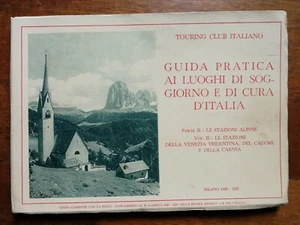 TOURING CLUB ITALIANO
GUIDA PRATICA
AI LUOGHI DI SOG-
GIORNO E DI CURA
D'ITALIA
PARTE II - LE STAZIONI ALPINE
VOL. II - LE STAZIONI
DELLA VENEZIA TRIDENTINA, DEL CADORE
E DELLA CARNIA
MILANO